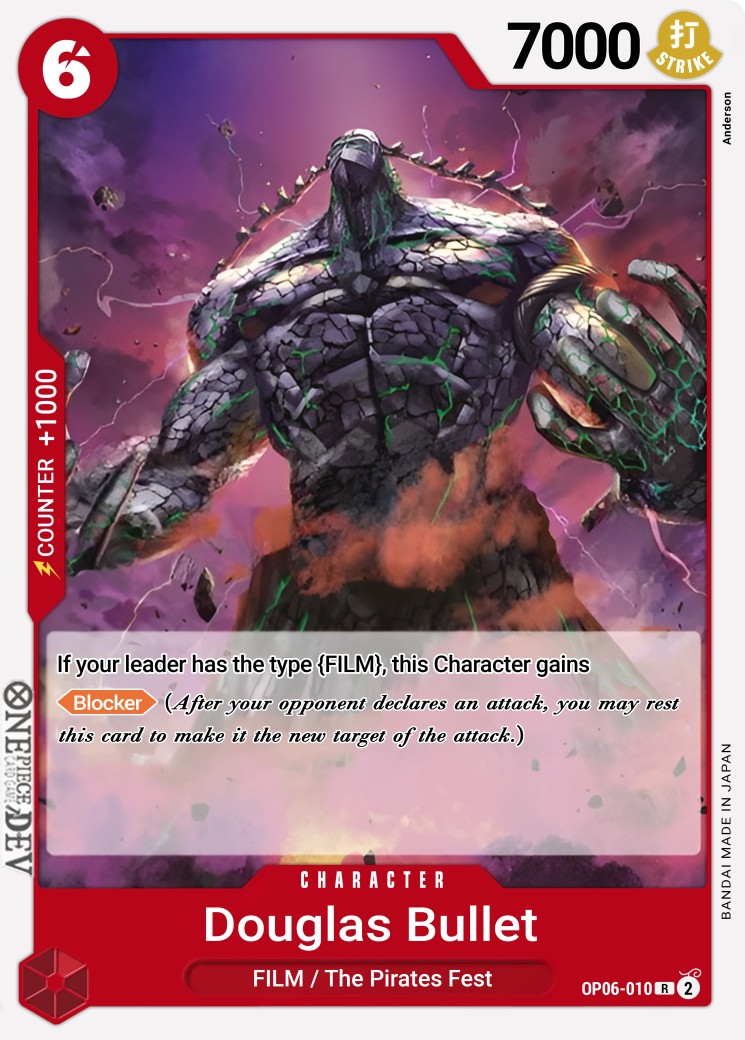 6
7000
打
STRIKE
Anderson
COUNTER +1000
If your leader has the type {FILM}, this Character gains
Blocker (After your opponent declares an attack, you may rest
this card to make it the new target of the attack.)
ONE PIECE
CARD GAME
DEV
BANDAI MADE IN JAPAN
CHARACTER
Douglas Bullet
FILM / The Pirates Fest
OP06-010 R 2